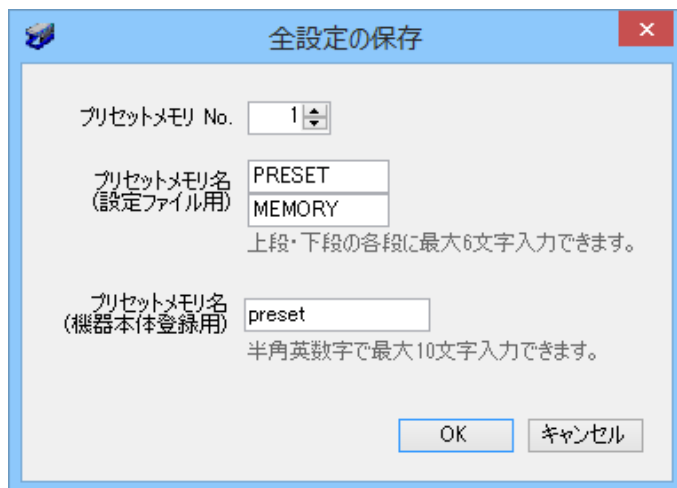 全設定の保存
プリセットメモリ No. 1
プリセットメモリ名
(設定ファイル用)
PRESET
MEMORY
上段・下段の各段に最大6文字入力できます。
プリセットメモリ名
(機器本体登録用)
preset
半角英数字で最大10文字入力できます。
OK キャンセル